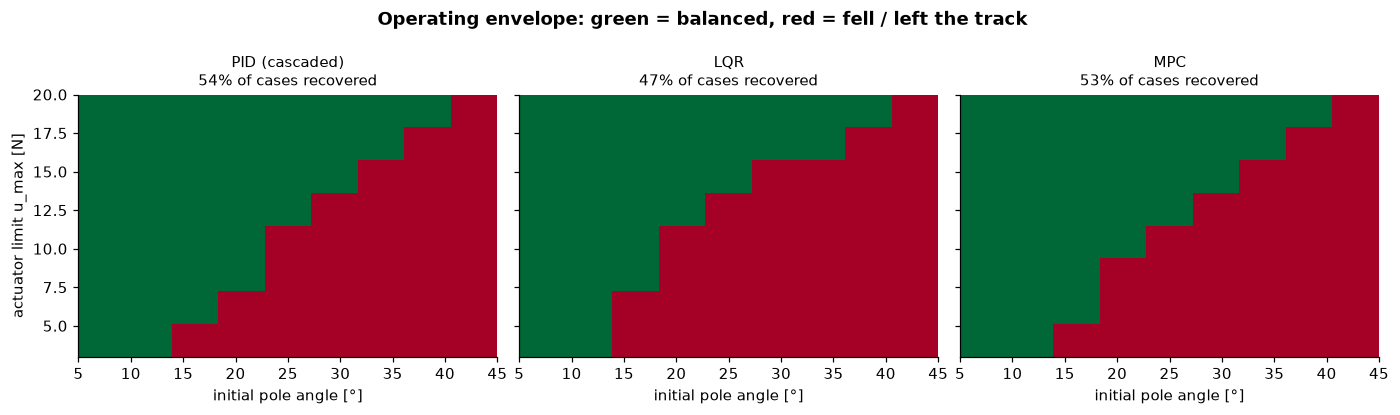 Operating envelope: green = balanced, red = fell / left the track
PID (cascaded)
54% of cases recovered
LQR
47% of cases recovered
MPC
53% of cases recovered
actuator limit u_max [N]
20.0
17.5
15.0
12.5
10.0
7.5
5.0
5 10 15 20 25 30 35 40 45
5 10 15 20 25 30 35 40 45
5 10 15 20 25 30 35 40 45
initial pole angle [°]
initial pole angle [°]
initial pole angle [°]